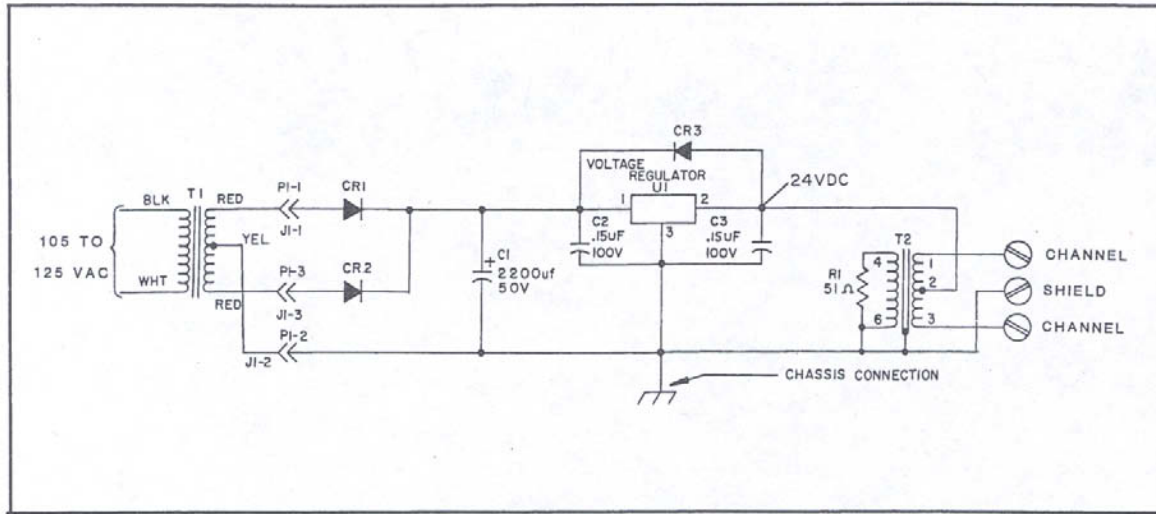 BLK
T1
RED
P1-1
CR1
J1-1
YEL
105 TO
125 VAC
WHT
RED
P1-3
CR2
J1-3
P1-2
J1-2
C1
+
2200uf
50V
CR3
VOLTAGE
REGULATOR
U1
1
2
3
24VDC
C2
.15uF
100V
C3
.15uF
100V
T2
R1
51Ω
4
6
1
2
3
CHANNEL
SHIELD
CHANNEL
CHASSIS CONNECTION